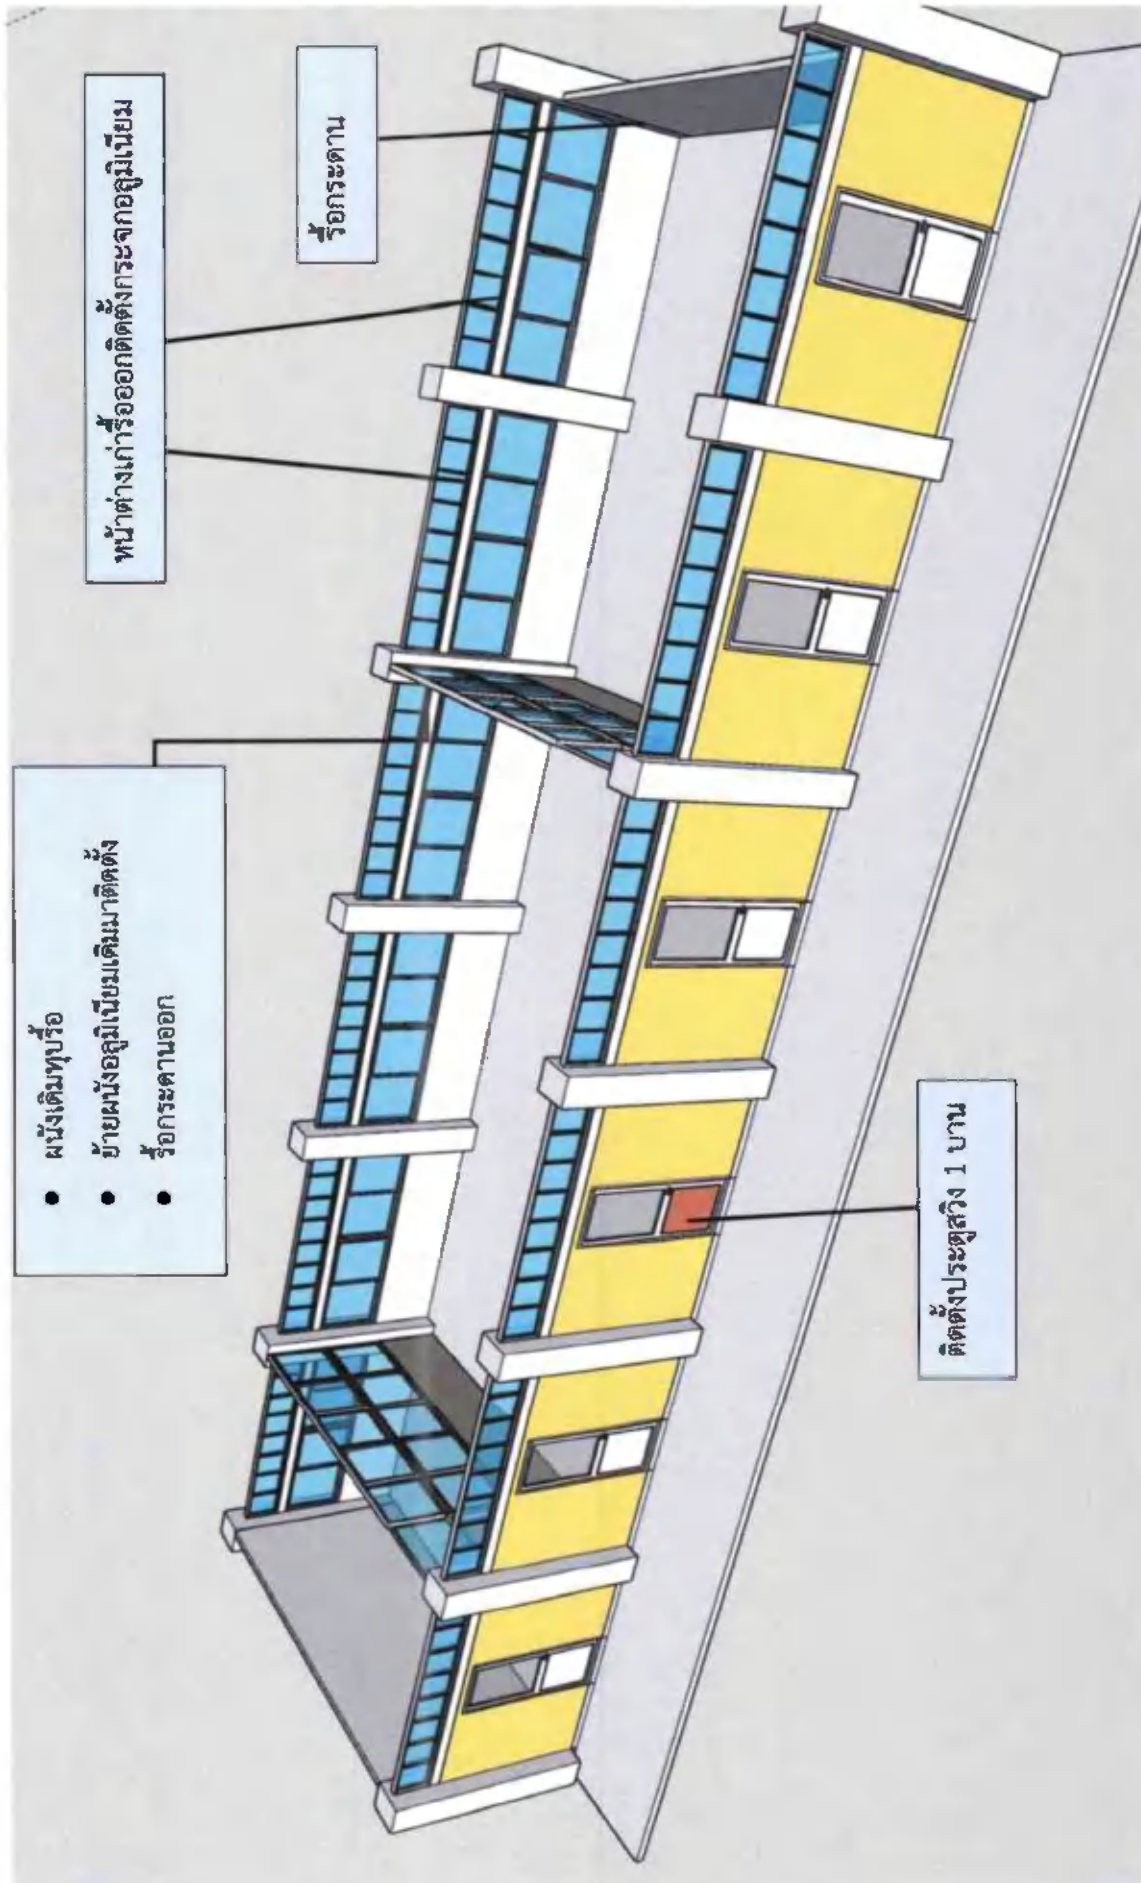 ● ผนังเดิมทุบรื้อ
● ย้ายผนังอลูมิเนียมเดิมมาติดตั้ง
● รื้อกระดานออก
หน้าต่างเก่ารื้อออกติดตั้งกระจกอลูมิเนียม
รื้อกระดาน
ติดตั้งประตูสวิง 1 บาน